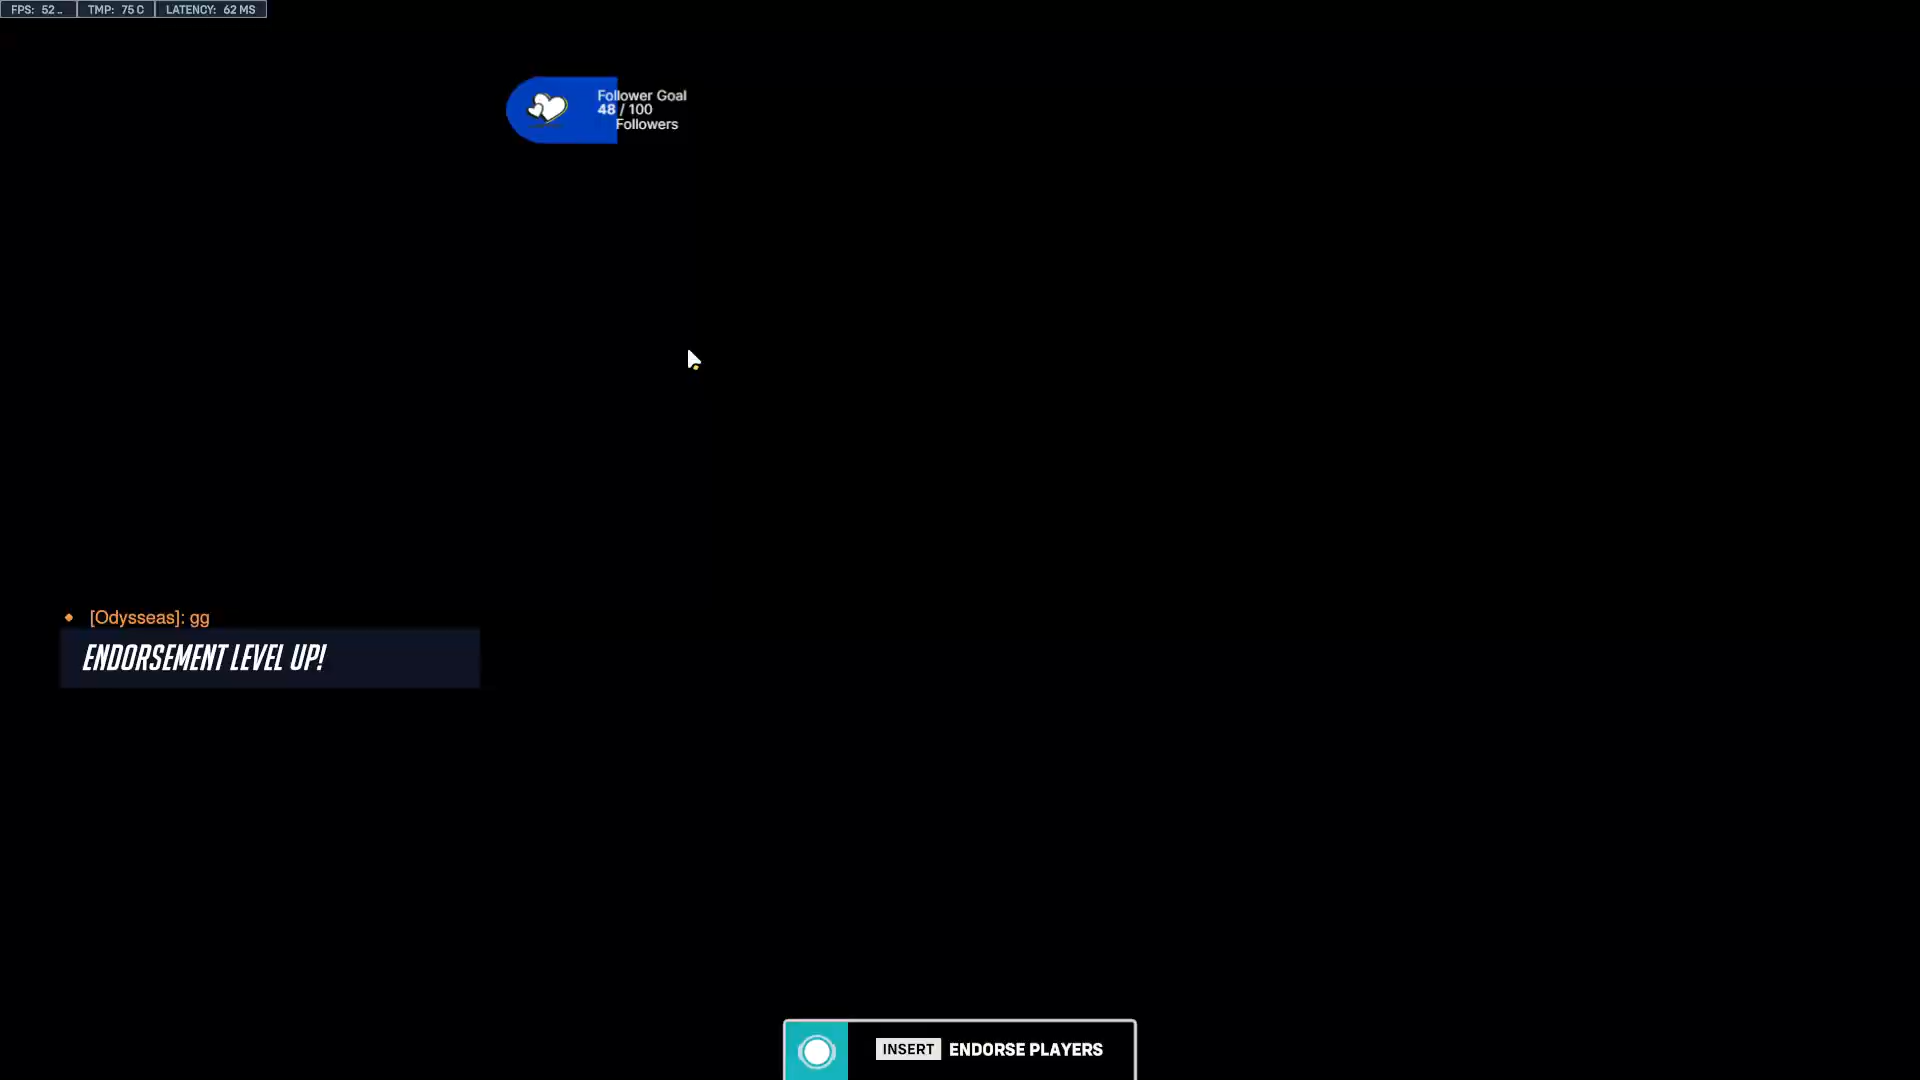 FPS: 52 .. TMP: 75 C LATENCY: 62 MS
Follower Goal
48 / 100
Followers
[Odysseas]: gg
ENDORSEMENT LEVEL UP!
INSERT ENDORSE PLAYERS